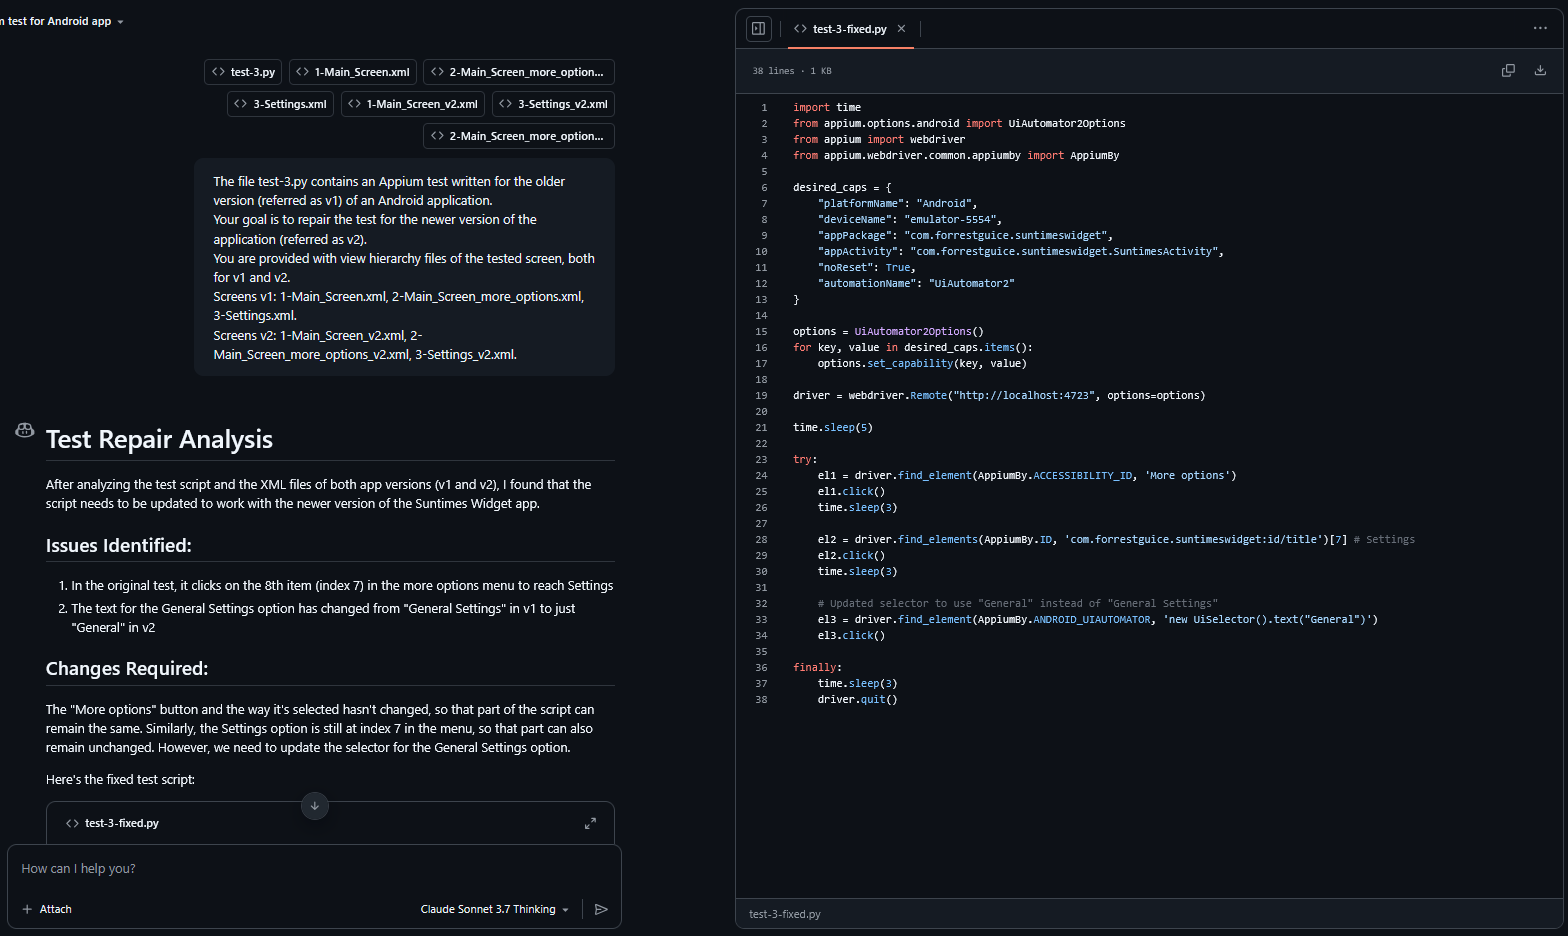 n test for Android app
test-3.py
1-Main_Screen.xml
2-Main_Screen_more_option...
3-Settings.xml
1-Main_Screen_v2.xml
3-Settings_v2.xml
2-Main_Screen_more_option...
The file test-3.py contains an Appium test written for the older
version (referred as v1) of an Android application.
Your goal is to repair the test for the newer version of the
application (referred as v2).
You are provided with view hierarchy files of the tested screen, both
for v1 and v2.
Screens v1: 1-Main_Screen.xml, 2-Main_Screen_more_options.xml,
3-Settings.xml.
Screens v2: 1-Main_Screen_v2.xml, 2-
Main_Screen_more_options_v2.xml, 3-Settings_v2.xml.
Test Repair Analysis
After analyzing the test script and the XML files of both app versions (v1 and v2), I found that the
script needs to be updated to work with the newer version of the Suntimes Widget app.
Issues Identified:
1. In the original test, it clicks on the 8th item (index 7) in the more options menu to reach Settings
2. The text for the General Settings option has changed from "General Settings" in v1 to just
"General" in v2
Changes Required:
The "More options" button and the way it's selected hasn't changed, so that part of the script can
remain the same. Similarly, the Settings option is still at index 7 in the menu, so that part can also
remain unchanged. However, we need to update the selector for the General Settings option.
Here's the fixed test script:
test-3-fixed.py
How can I help you?
Attach
Claude Sonnet 3.7 Thinking
test-3-fixed.py
38 lines · 1 KB
1 import time
2 from appium.options.android import UiAutomator2Options
3 from appium import webdriver
4 from appium.webdriver.common.appiumby import AppiumBy
5
6 desired_caps = {
7     "platformName": "Android",
8     "deviceName": "emulator-5554",
9     "appPackage": "com.forrestguice.suntimeswidget",
10     "appActivity": "com.forrestguice.suntimeswidget.SuntimesActivity",
11     "noReset": True,
12     "automationName": "UiAutomator2"
13 }
14
15 options = UiAutomator2Options()
16 for key, value in desired_caps.items():
17     options.set_capability(key, value)
18
19 driver = webdriver.Remote("http://localhost:4723", options=options)
20
21 time.sleep(5)
22
23 try:
24     el1 = driver.find_element(AppiumBy.ACCESSIBILITY_ID, 'More options')
25     el1.click()
26     time.sleep(3)
27
28     el2 = driver.find_elements(AppiumBy.ID, 'com.forrestguice.suntimeswidget:id/title')[7] # Settings
29     el2.click()
30     time.sleep(3)
31
32     # Updated selector to use "General" instead of "General Settings"
33     el3 = driver.find_element(AppiumBy.ANDROID_UIAUTOMATOR, 'new UiSelector().text("General")')
34     el3.click()
35
36 finally:
37     time.sleep(3)
38     driver.quit()
test-3-fixed.py